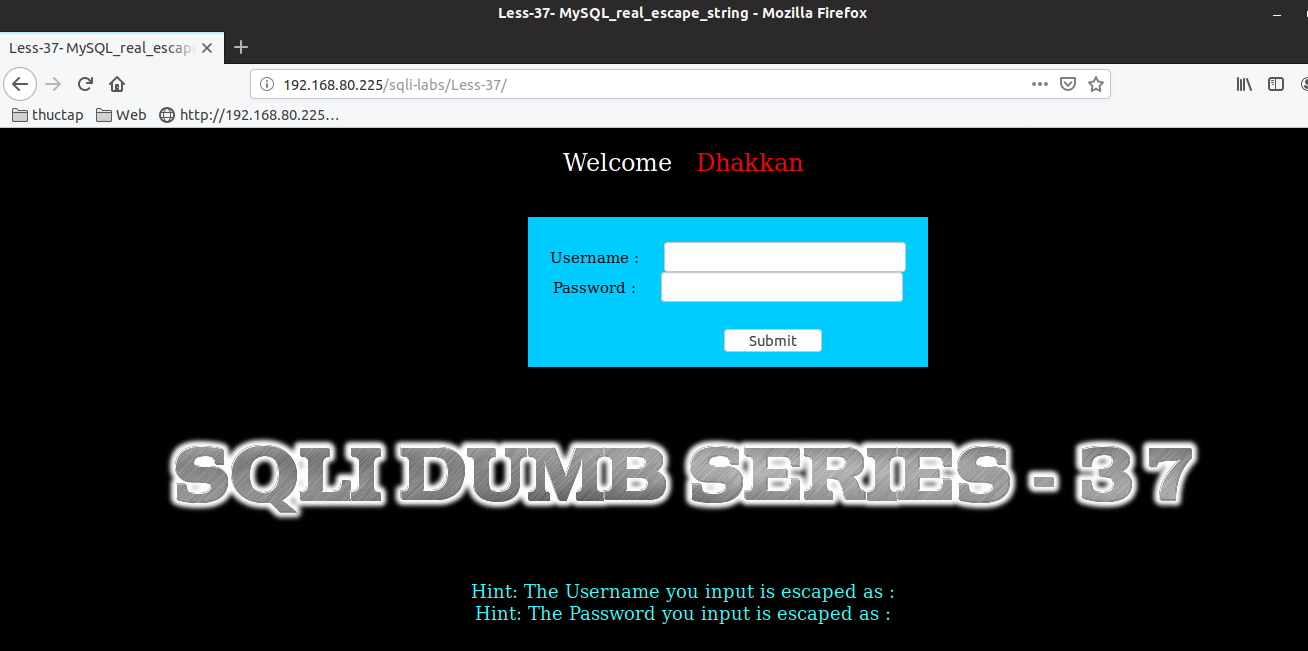 Less-37- MySQL_real_escape_string - Mozilla Firefox
Less-37- MySQL_real_escap
192.168.80.225/sqli-labs/Less-37/
thuctap Web http://192.168.80.225…
Welcome Dhakkan
Username :
Password :
Submit
SQLI DUMB SERIES - 37
Hint: The Username you input is escaped as :
Hint: The Password you input is escaped as :